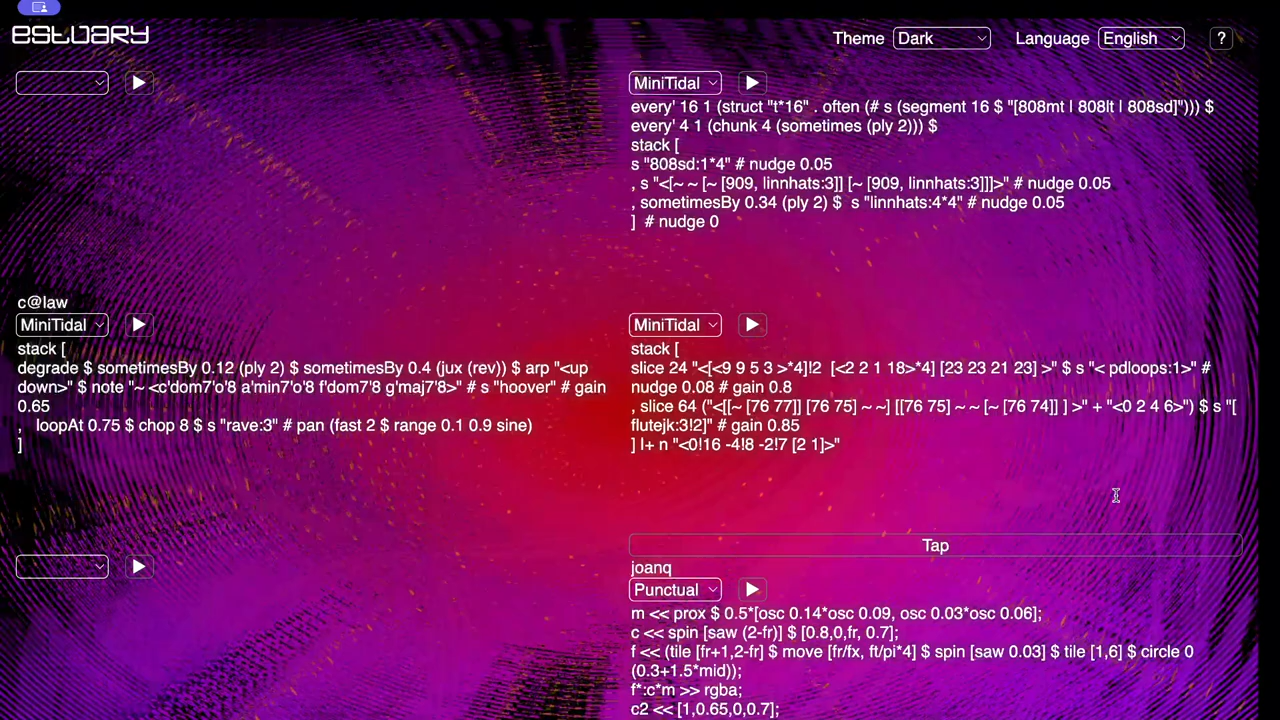 estuary
Theme Dark Language English ?
MiniTidal
every' 16 1 (struct "t*16" . often (# s (segment 16 $ "[808mt | 808lt | 808sd]"))) $
every' 4 1 (chunk 4 (sometimes (ply 2))) $
stack [
s "808sd:1*4" # nudge 0.05
, s "<[~ ~ [~ [909, linnhats:3]] [~ [909, linnhats:3]]]>" # nudge 0.05
, sometimesBy 0.34 (ply 2) $ s "linnhats:4*4" # nudge 0.05
] # nudge 0
c@law
MiniTidal
stack [
degrade $ sometimesBy 0.12 (ply 2) $ sometimesBy 0.4 (jux (rev)) $ arp "<up
down>" $ note "~ <c'dom7'o'8 a'min7'o'8 f'dom7'8 g'maj7'8>" # s "hoover" # gain
0.65
, loopAt 0.75 $ chop 8 $ s "rave:3" # pan (fast 2 $ range 0.1 0.9 sine)
]
MiniTidal
stack [
slice 24 "<[<9 9 5 3 >*4]!2 [<2 2 1 18>*4] [23 23 21 23] >" $ s "< pdloops:1>" #
nudge 0.08 # gain 0.8
, slice 64 ("<[[~ [76 77]] [76 75] ~ ~] [[76 75] ~ ~ [~ [76 74]] ] >" + "<0 2 4 6>") $ s "[
flutejk:3!2]" # gain 0.85
] |+ n "<0!16 -4!8 -2!7 [2 1]>"
Tap
joanq
Punctual
m << prox $ 0.5*[osc 0.14*osc 0.09, osc 0.03*osc 0.06];
c << spin [saw (2-fr)] $ [0.8,0,fr, 0.7];
f << (tile [fr+1,2-fr] $ move [fr/fx, ft/pi*4] $ spin [saw 0.03] $ tile [1,6] $ circle 0
(0.3+1.5*mid));
f*:c*m >> rgba;
c2 << [1,0.65,0,0.7];